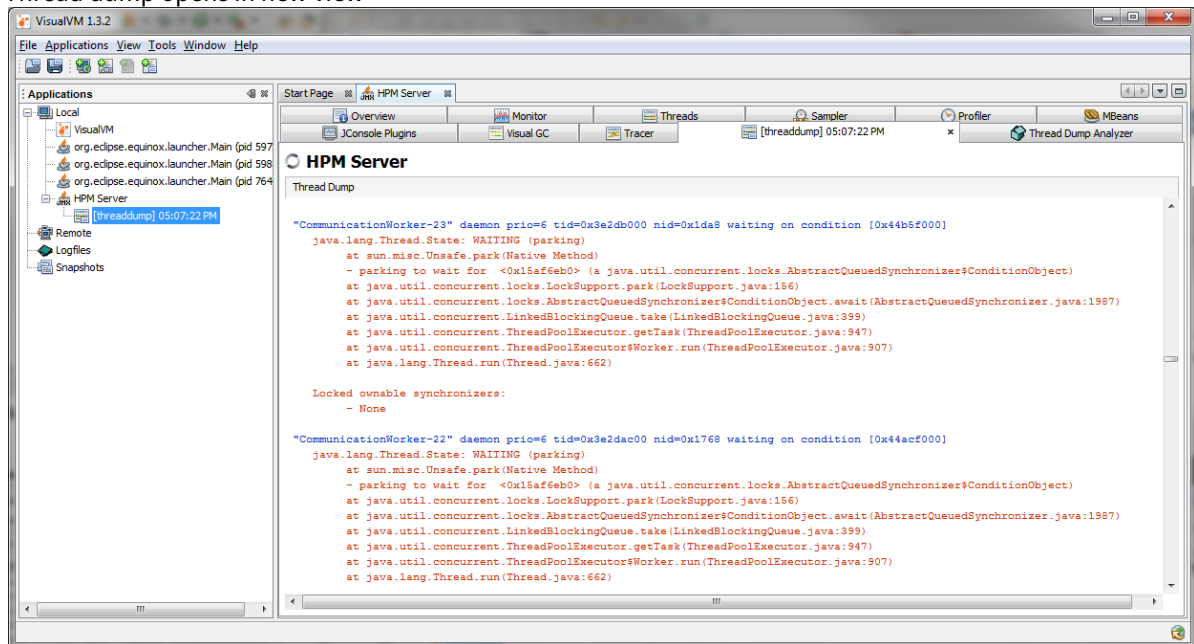 Thread dump opens in new view
VisualVM 1.3.2
File Applications View Tools Window Help
Applications
Local
VisualVM
org.eclipse.equinox.launcher.Main (pid 597
org.eclipse.equinox.launcher.Main (pid 598
org.eclipse.equinox.launcher.Main (pid 764
HPM Server
[threaddump] 05:07:22 PM
Remote
Logfiles
Snapshots
Start Page HPM Server
Overview Monitor Threads Sampler Profiler MBeans
JConsole Plugins Visual GC Tracer [threaddump] 05:07:22 PM Thread Dump Analyzer
HPM Server
Thread Dump
"CommunicationWorker-23" daemon prio=6 tid=0x3e2db000 nid=0x1da8 waiting on condition [0x44b5f000]
java.lang.Thread.State: WAITING (parking)
at sun.misc.Unsafe.park(Native Method)
- parking to wait for <0x15af6eb0> (a java.util.concurrent.locks.AbstractQueuedSynchronizer$ConditionObject)
at java.util.concurrent.locks.LockSupport.park(LockSupport.java:156)
at java.util.concurrent.locks.AbstractQueuedSynchronizer$ConditionObject.await(AbstractQueuedSynchronizer.java:1987)
at java.util.concurrent.LinkedBlockingQueue.take(LinkedBlockingQueue.java:399)
at java.util.concurrent.ThreadPoolExecutor.getTask(ThreadPoolExecutor.java:947)
at java.util.concurrent.ThreadPoolExecutor$Worker.run(ThreadPoolExecutor.java:907)
at java.lang.Thread.run(Thread.java:662)
Locked ownable synchronizers:
- None
"CommunicationWorker-22" daemon prio=6 tid=0x3e2dac00 nid=0x1768 waiting on condition [0x44acf000]
java.lang.Thread.State: WAITING (parking)
at sun.misc.Unsafe.park(Native Method)
- parking to wait for <0x15af6eb0> (a java.util.concurrent.locks.AbstractQueuedSynchronizer$ConditionObject)
at java.util.concurrent.locks.LockSupport.park(LockSupport.java:156)
at java.util.concurrent.locks.AbstractQueuedSynchronizer$ConditionObject.await(AbstractQueuedSynchronizer.java:1987)
at java.util.concurrent.LinkedBlockingQueue.take(LinkedBlockingQueue.java:399)
at java.util.concurrent.ThreadPoolExecutor.getTask(ThreadPoolExecutor.java:947)
at java.util.concurrent.ThreadPoolExecutor$Worker.run(ThreadPoolExecutor.java:907)
at java.lang.Thread.run(Thread.java:662)